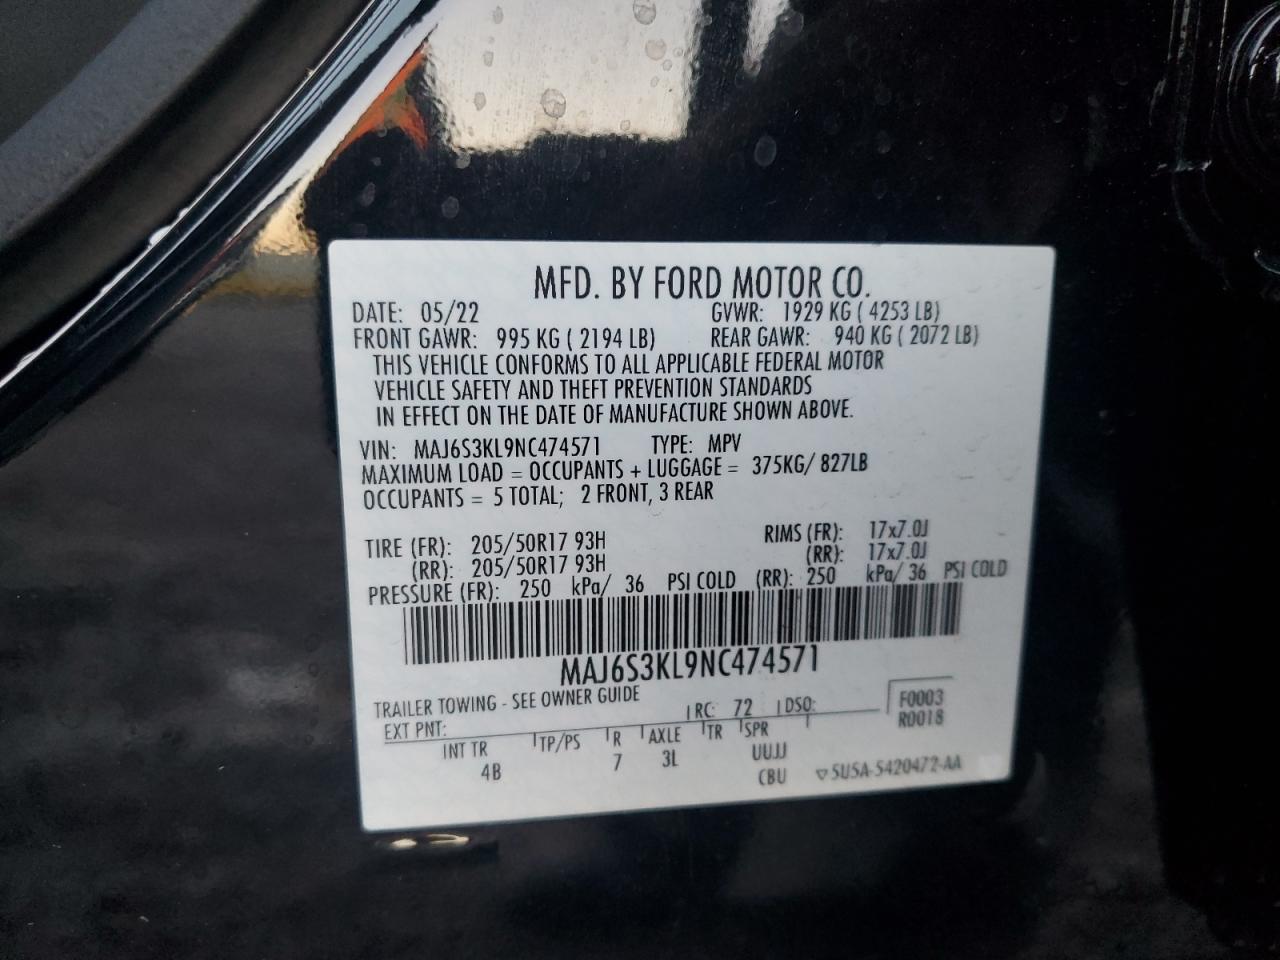 MFD. BY FORD MOTOR CO.
DATE: 05/22 GVWR: 1929 KG ( 4253 LB)
FRONT GAWR: 995 KG ( 2194 LB) REAR GAWR: 940 KG ( 2072 LB)
THIS VEHICLE CONFORMS TO ALL APPLICABLE FEDERAL MOTOR
VEHICLE SAFETY AND THEFT PREVENTION STANDARDS
IN EFFECT ON THE DATE OF MANUFACTURE SHOWN ABOVE.
VIN: MAJ6S3KL9NC474571 TYPE: MPV
MAXIMUM LOAD = OCCUPANTS + LUGGAGE = 375KG/ 827LB
OCCUPANTS = 5 TOTAL; 2 FRONT, 3 REAR
TIRE (FR): 205/50R17 93H RIMS (FR): 17x7.0J
(RR): 205/50R17 93H (RR): 17x7.0J
PRESSURE (FR): 250 kPa/ 36 PSI COLD (RR): 250 kPa/ 36 PSI COLD
MAJ6S3KL9NC474571
TRAILER TOWING - SEE OWNER GUIDE
EXT PNT: RC: 72 DSO: F0003
R0018
INT TR TP/PS R AXLE TR SPR
4B 7 3L UUJJ
CBU ▽5U5A-5420472-AA